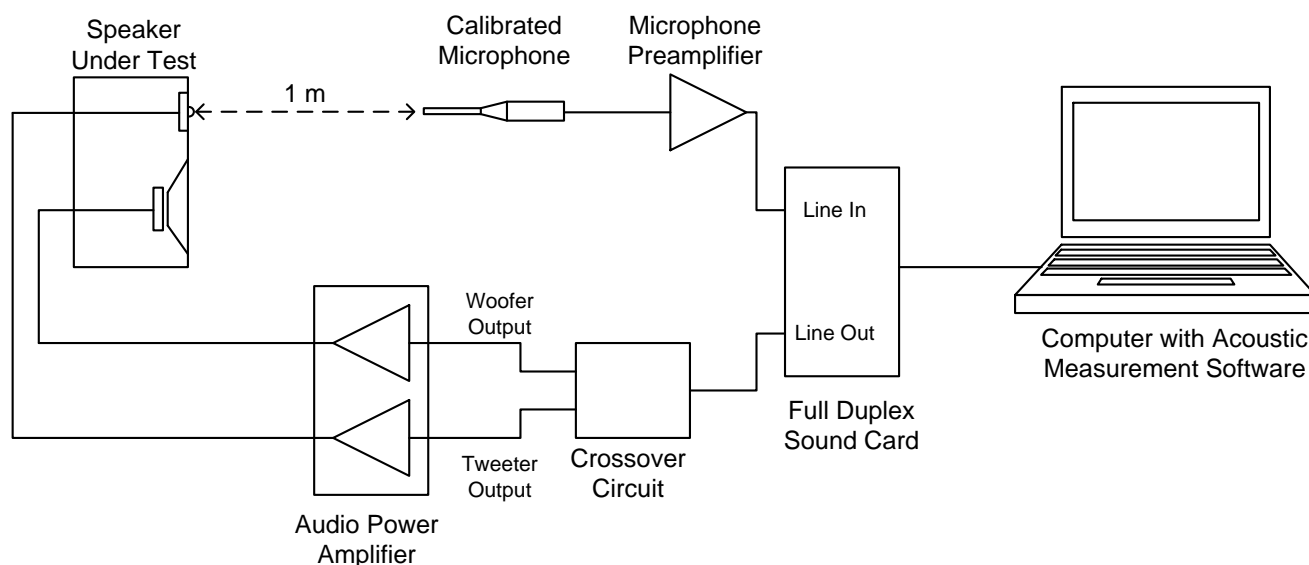 Speaker
Under Test
Calibrated
Microphone
Microphone
Preamplifier
1 m
Line In
Line Out
Woofer
Output
Tweeter
Output
Computer with Acoustic
Measurement Software
Full Duplex
Sound Card
Crossover
Circuit
Audio Power
Amplifier